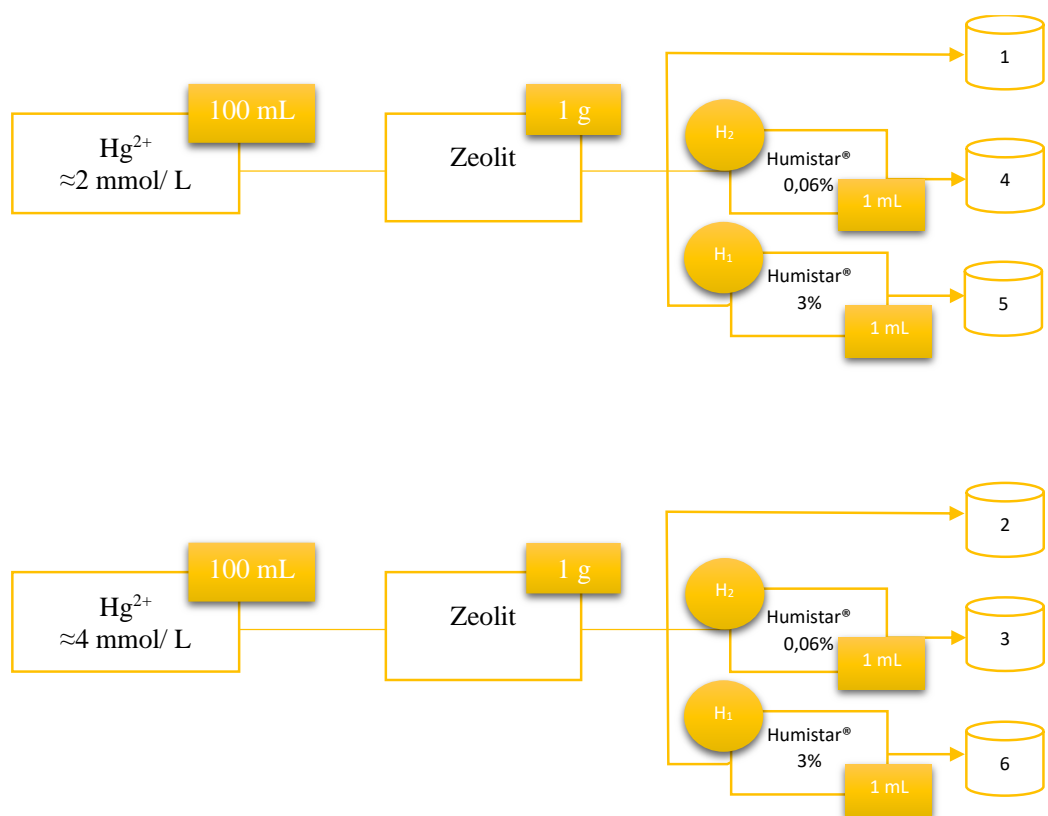 1
100 mL
1 g
Hg²⁺
≈2 mmol/ L
Zeolit
H₂
Humistar®
0,06%
1 mL
4
H₁
Humistar®
3%
1 mL
5
2
100 mL
1 g
Hg²⁺
≈4 mmol/ L
Zeolit
H₂
Humistar®
0,06%
1 mL
3
H₁
Humistar®
3%
1 mL
6